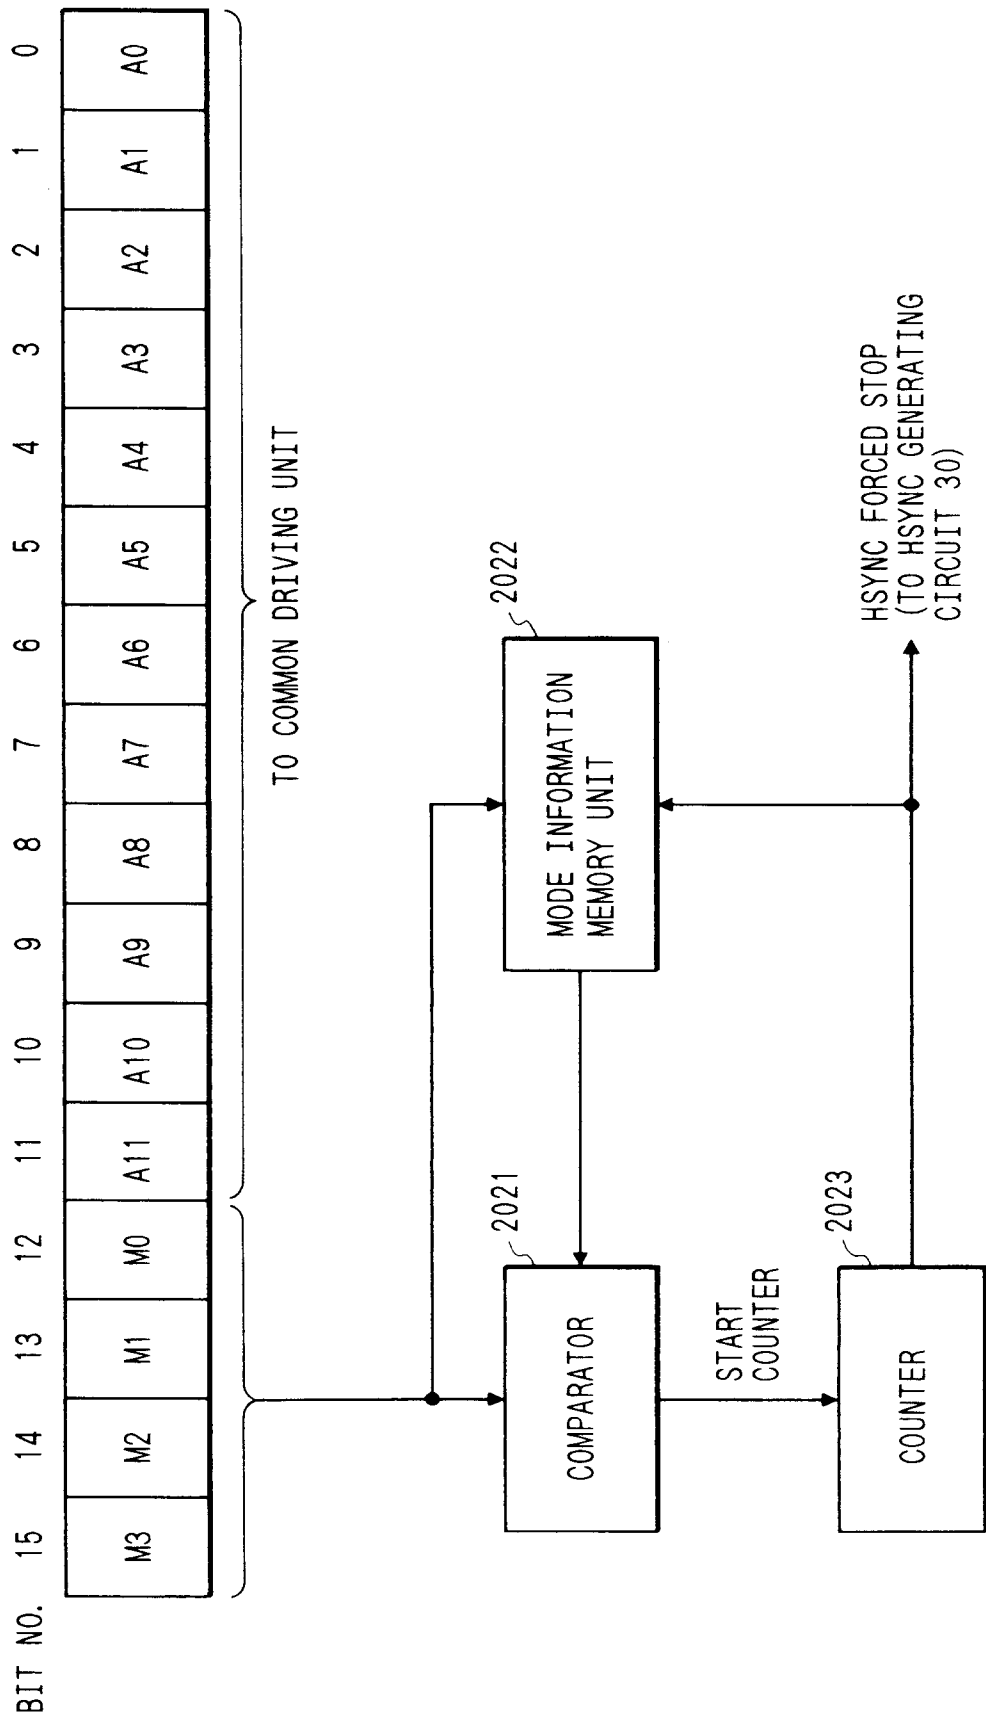 BIT NO. 15 14 13 12 11 10 9 8 7 6 5 4 3 2 1 0
M3 M2 M1 M0 A11 A10 A9 A8 A7 A6 A5 A4 A3 A2 A1 A0
TO COMMON DRIVING UNIT
2021
COMPARATOR
2022
MODE INFORMATION
MEMORY UNIT
START
COUNTER
2023
COUNTER
HSYNC FORCED STOP
(TO HSYNC GENERATING
CIRCUIT 30)